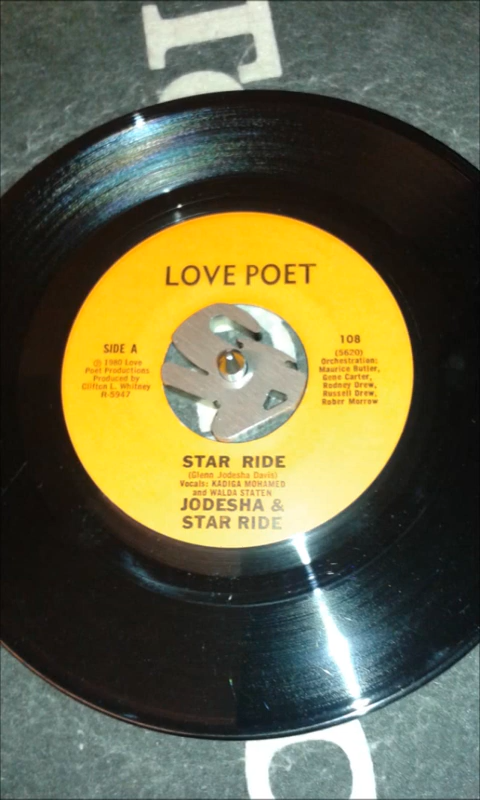 LOVE POET
SIDE A
℗ 1980 Love
Poet Productions
Produced by
Clifton L. Whitney
R-5947
108
(5620)
Orchestration:
Maurice Butler,
Gene Carter,
Rodney Drew,
Russell Drew,
Rober Morrow
STAR RIDE
(Glenn Jodesha Davis)
Vocals: KADIGA MOHAMED
and WALDA STATEN
JODESHA &
STAR RIDE